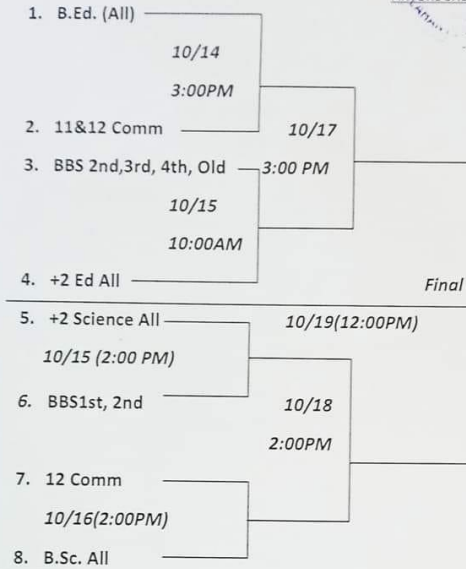 1. B.Ed. (All)
10/14
3:00PM
2. 11&12 Comm
10/17
3. BBS 2nd,3rd, 4th, Old
3:00 PM
10/15
10:00AM
4. +2 Ed All
Final
5. +2 Science All
10/19(12:00PM)
10/15 (2:00 PM)
6. BBS1st, 2nd
10/18
2:00PM
7. 12 Comm
10/16(2:00PM)
8. B.Sc. All